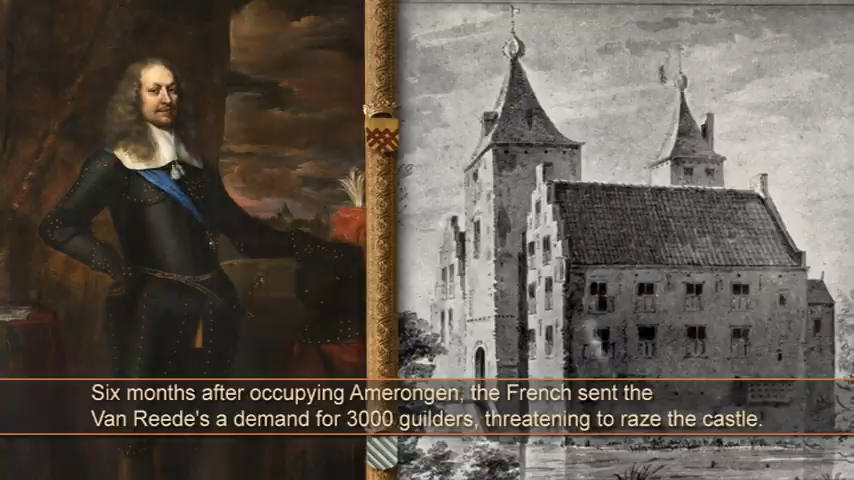 Six months after occupying Amerongen, the French sent the
Van Reede's a demand for 3000 guilders, threatening to raze the castle.